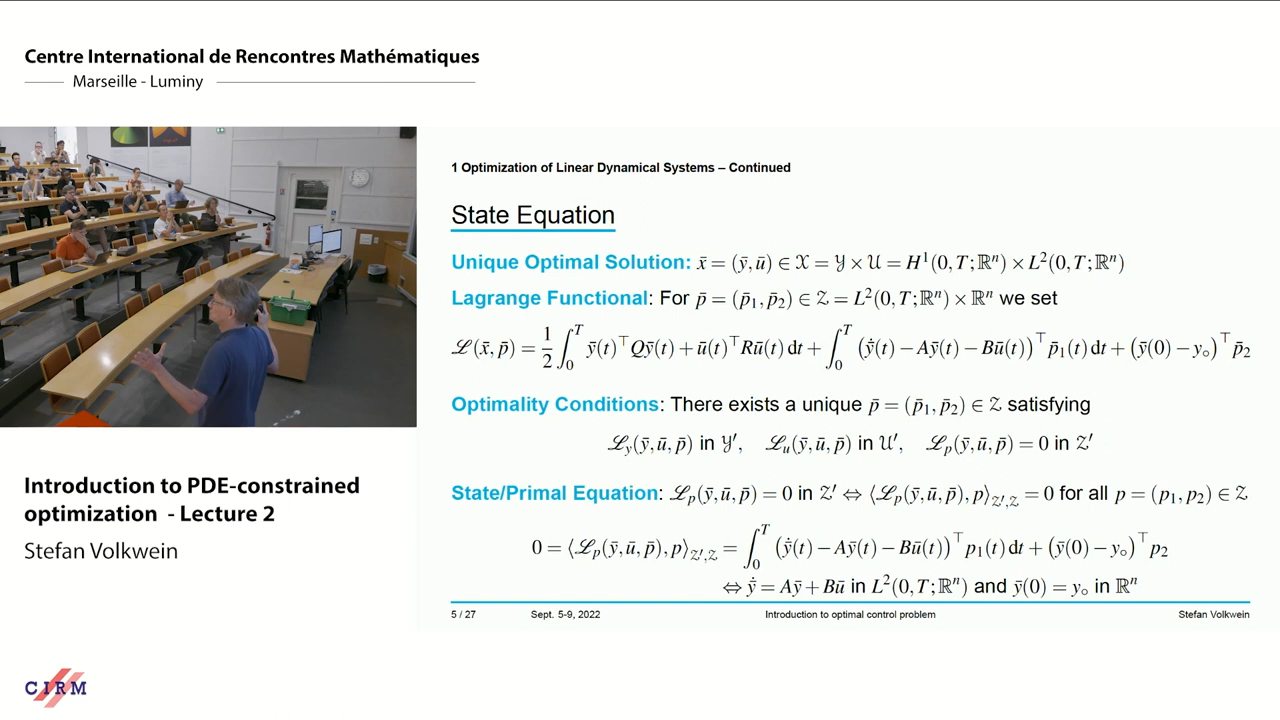 Centre International de Rencontres Mathématiques
Marseille - Luminy
1 Optimization of Linear Dynamical Systems – Continued
State Equation
Unique Optimal Solution: x̄ = (ȳ, ū) ∈ 𝒳 = 𝒴 × 𝒰 = H¹(0,T;ℝⁿ) × L²(0,T;ℝⁿ)
Lagrange Functional: For p̄ = (p̄₁, p̄₂) ∈ 𝒵 = L²(0,T;ℝⁿ) × ℝⁿ we set
ℒ(x̄, p̄) = 1/2 ∫₀ᵀ ȳ(t)ᵀQȳ(t) + ū(t)ᵀRū(t) dt + ∫₀ᵀ (ẏ̄(t) − Aȳ(t) − Bū(t))ᵀ p̄₁(t) dt + (ȳ(0) − y∘)ᵀ p̄₂
Optimality Conditions: There exists a unique p̄ = (p̄₁, p̄₂) ∈ 𝒵 satisfying
ℒ_y(ȳ, ū, p̄) in 𝒴′, ℒ_u(ȳ, ū, p̄) in 𝒰′, ℒ_p(ȳ, ū, p̄) = 0 in 𝒵′
State/Primal Equation: ℒ_p(ȳ, ū, p̄) = 0 in 𝒵′ ⇔ ⟨ℒ_p(ȳ, ū, p̄), p⟩_𝒵′,𝒵 = 0 for all p = (p₁, p₂) ∈ 𝒵
0 = ⟨ℒ_p(ȳ, ū, p̄), p⟩_𝒵′,𝒵 = ∫₀ᵀ (ẏ̄(t) − Aȳ(t) − Bū(t))ᵀ p₁(t) dt + (ȳ(0) − y∘)ᵀ p₂
⇔ ẏ̄ = Aȳ + Bū in L²(0,T;ℝⁿ) and ȳ(0) = y∘ in ℝⁿ
5 / 27 Sept. 5-9, 2022 Introduction to optimal control problem Stefan Volkwein
Introduction to PDE-constrained
optimization - Lecture 2
Stefan Volkwein
CIRM